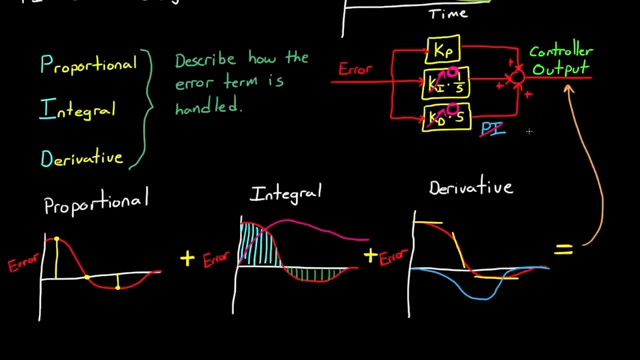 Time
Proportional
Integral
Derivative
Describe how the
error term is
handled.
Error
KP
KI · 1/S
KD · S
+
+
+
Controller
Output
PI
Proportional
Error
+
Integral
Error
+
Derivative
Error
=